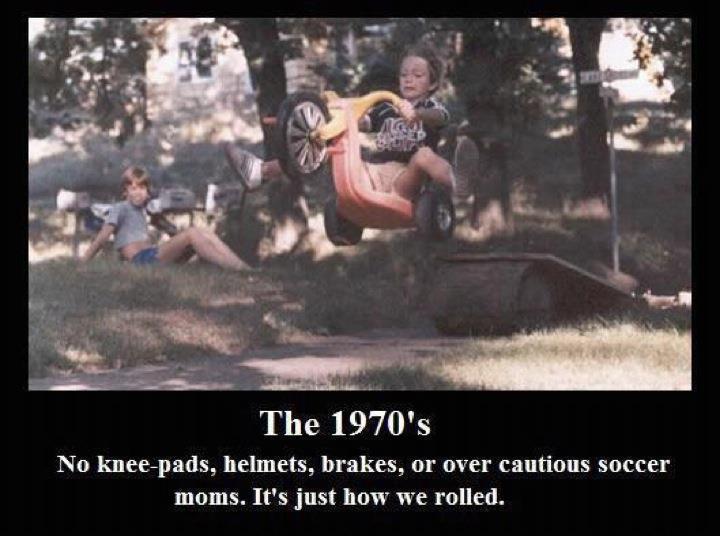 The 1970's
No knee-pads, helmets, brakes, or over cautious soccer
moms. It's just how we rolled.